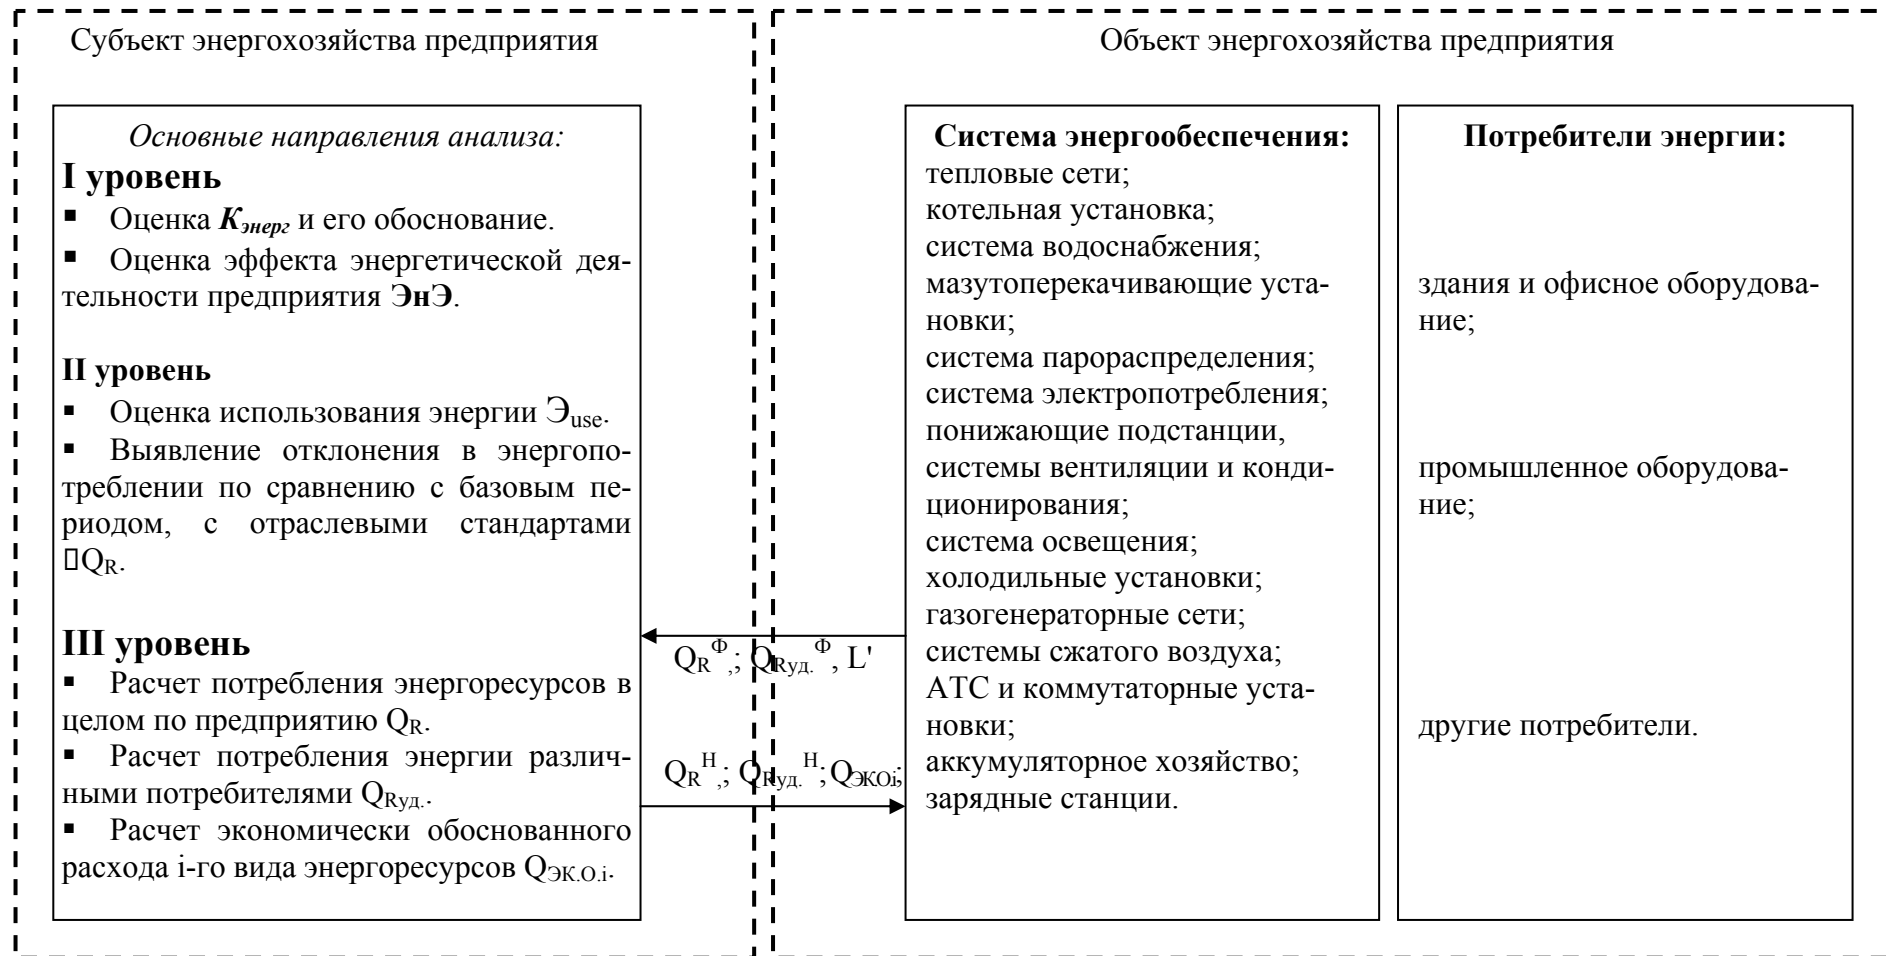 Субъект энергохозяйства предприятия
Объект энергохозяйства предприятия
Основные направления анализа:
I уровень
▪ Оценка Кэнерг и его обоснование.
▪ Оценка эффекта энергетической дея-
тельности предприятия ЭнЭ.
II уровень
▪ Оценка использования энергии Эuse.
▪ Выявление отклонения в энергопо-
треблении по сравнению с базовым пе-
риодом, с отраслевыми стандартами
▯QR.
III уровень
▪ Расчет потребления энергоресурсов в
целом по предприятию QR.
▪ Расчет потребления энергии различ-
ными потребителями QRуд..
▪ Расчет экономически обоснованного
расхода i-го вида энергоресурсов QЭК.О.i.
QRФ,; QRуд.Ф, L'
QRН,; QRуд.Н; QЭКОi;
Система энергообеспечения:
тепловые сети;
котельная установка;
система водоснабжения;
мазутоперекачивающие уста-
новки;
система парораспределения;
система электропотребления;
понижающие подстанции,
системы вентиляции и конди-
ционирования;
система освещения;
холодильные установки;
газогенераторные сети;
системы сжатого воздуха;
АТС и коммутаторные уста-
новки;
аккумуляторное хозяйство;
зарядные станции.
Потребители энергии:
здания и офисное оборудова-
ние;
промышленное оборудова-
ние;
другие потребители.